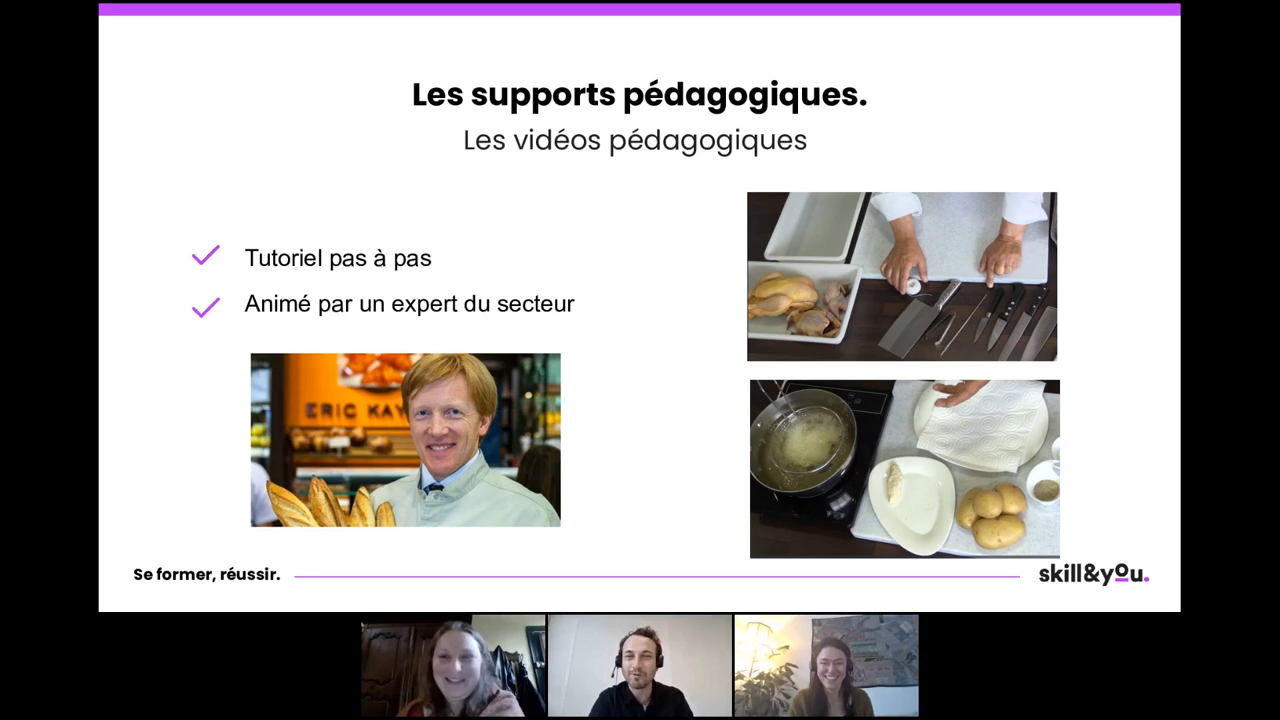 Les supports pédagogiques.
Les vidéos pédagogiques
Tutoriel pas à pas
Animé par un expert du secteur
ERIC KAY
Se former, réussir.
skill&you.